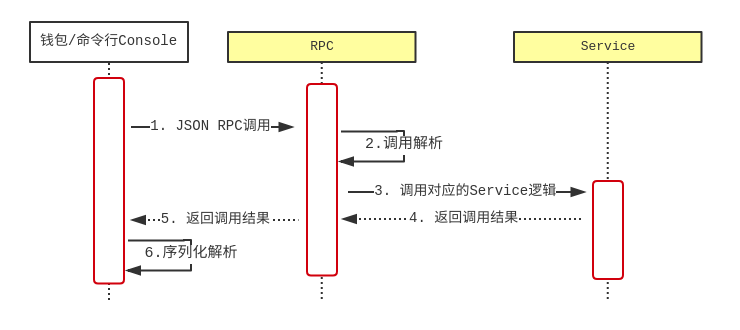 钱包/命令行Console
RPC
Service
1. JSON RPC调用
2.调用解析
3. 调用对应的Service逻辑
4. 返回调用结果
5. 返回调用结果
6.序列化解析